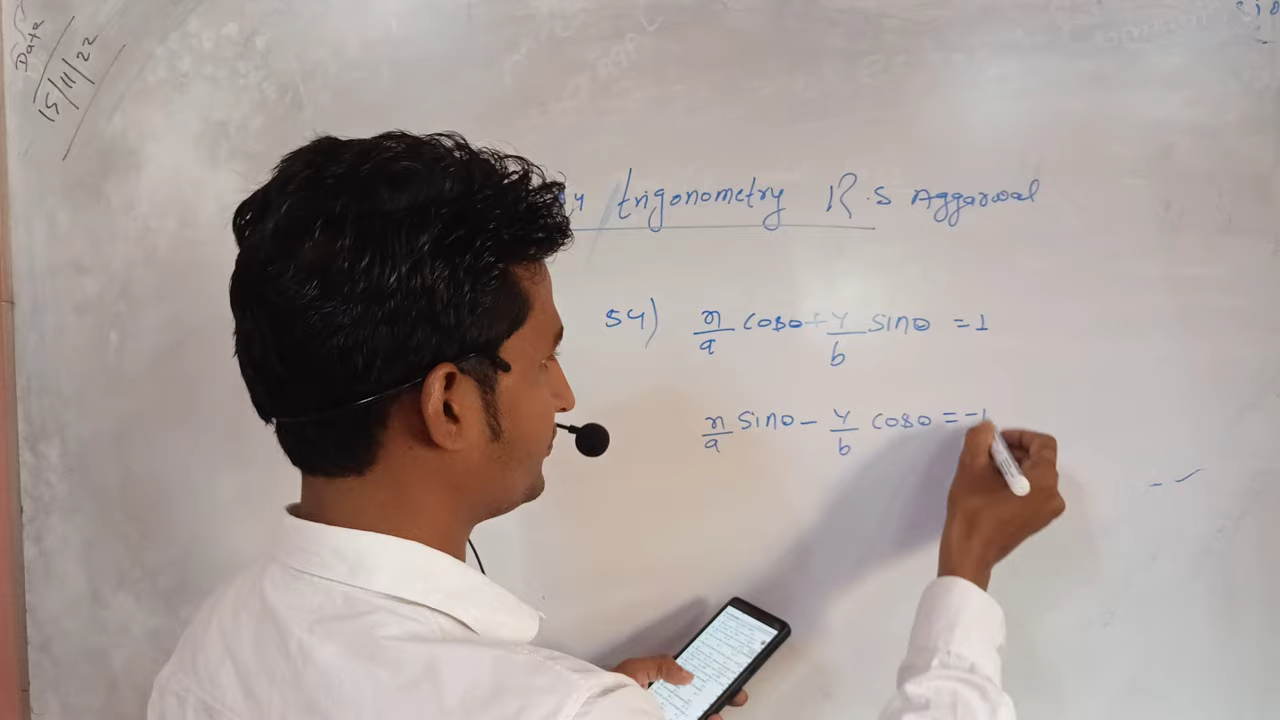 Date
15/11/22
trigonometry R.S Aggarwal
54) x/a cosθ + y/b sinθ = 1
x/a sinθ - y/b cosθ = -1